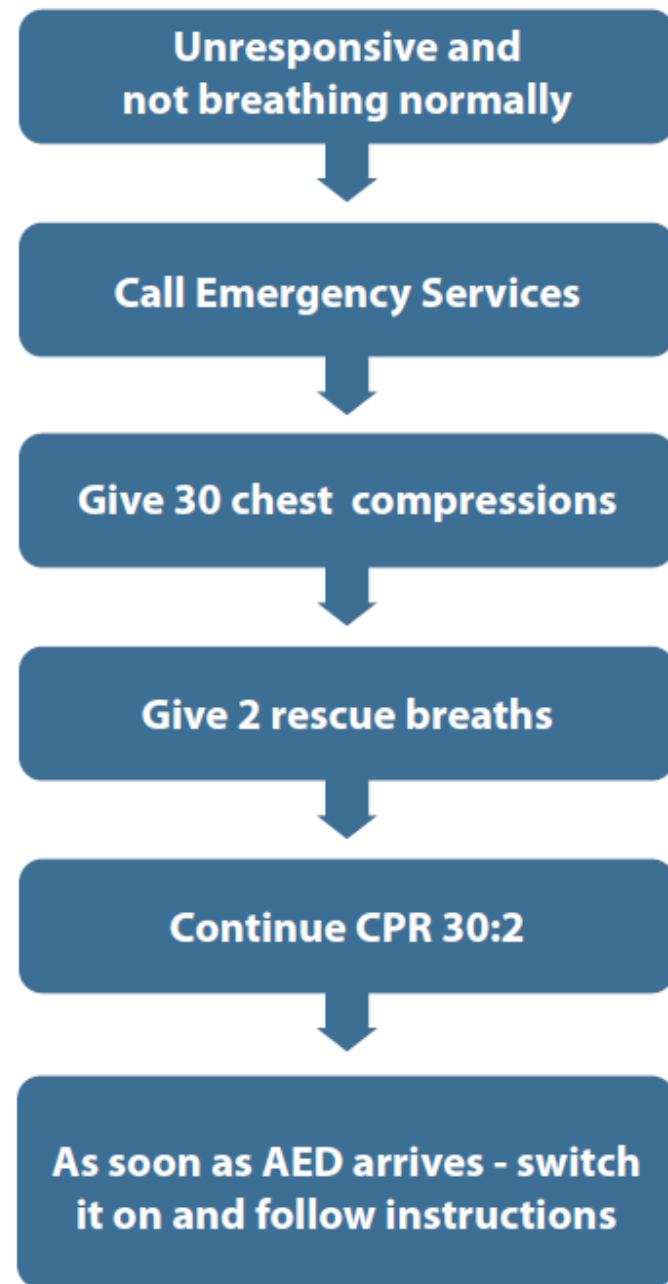 Unresponsive and
not breathing normally
Call Emergency Services
Give 30 chest compressions
Give 2 rescue breaths
Continue CPR 30:2
As soon as AED arrives - switch
it on and follow instructions